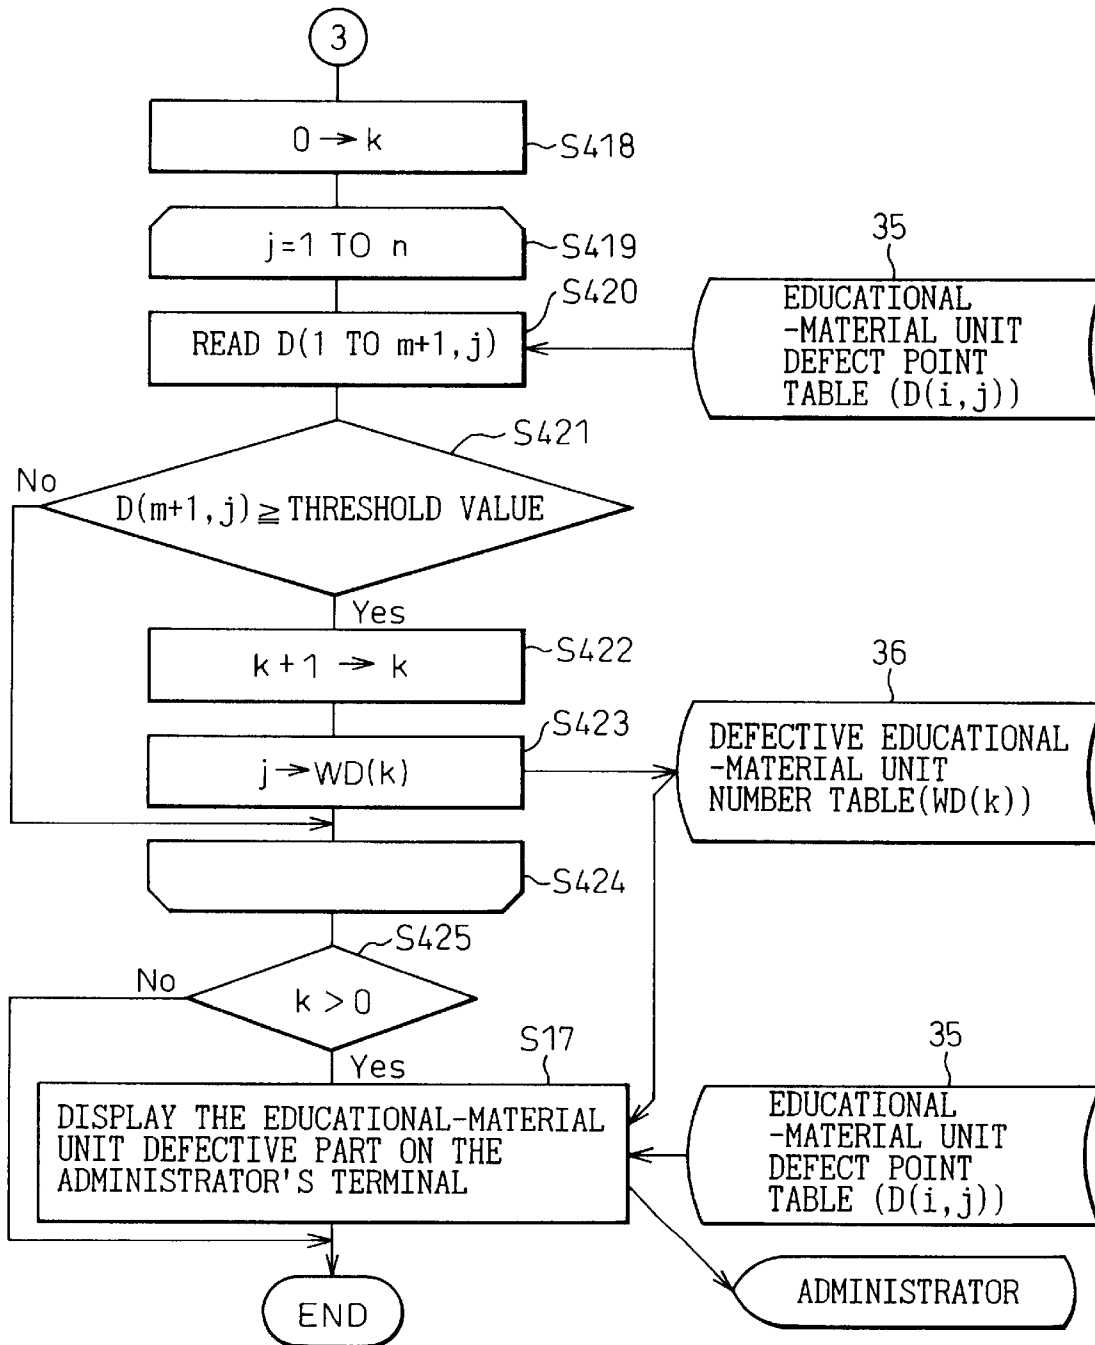 3
0 → k
S418
j=1 TO n
S419
35
S420
READ D(1 TO m+1,j)
EDUCATIONAL
-MATERIAL UNIT
DEFECT POINT
TABLE (D(i,j))
S421
No
D(m+1,j) ≧ THRESHOLD VALUE
Yes
k+1 → k
S422
36
S423
j→WD(k)
DEFECTIVE EDUCATIONAL
-MATERIAL UNIT
NUMBER TABLE(WD(k))
S424
S425
No
k > 0
Yes
S17
35
DISPLAY THE EDUCATIONAL-MATERIAL
UNIT DEFECTIVE PART ON THE
ADMINISTRATOR'S TERMINAL
EDUCATIONAL
-MATERIAL UNIT
DEFECT POINT
TABLE (D(i,j))
ADMINISTRATOR
END